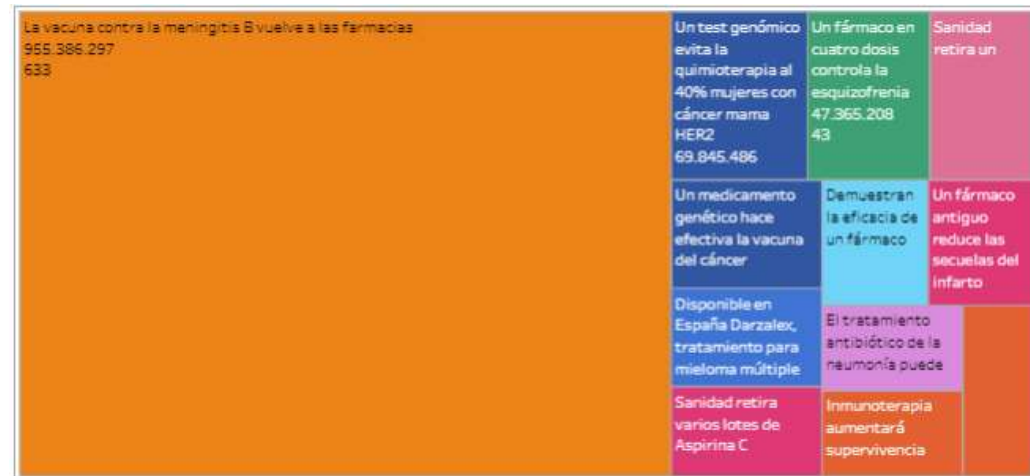 La vacuna contra la meningitis B vuelve a las farmacias
955.386.297
633
Un test genómico
evita la
quimioterapia al
40% mujeres con
cáncer mama
HER2
69.845.486
Un fármaco en
cuatro dosis
controla la
esquizofrenia
47.365.208
43
Sanidad
retira un
Un medicamento
genético hace
efectiva la vacuna
del cáncer
Demuestran
la eficacia de
un fármaco
Un fármaco
antiguo
reduce las
secuelas del
infarto
Disponible en
España Darzalex,
tratamiento para
mieloma múltiple
El tratamiento
antibiótico de la
neumonía puede
Sanidad retira
varios lotes de
Aspirina C
Inmunoterapia
aumentará
supervivencia